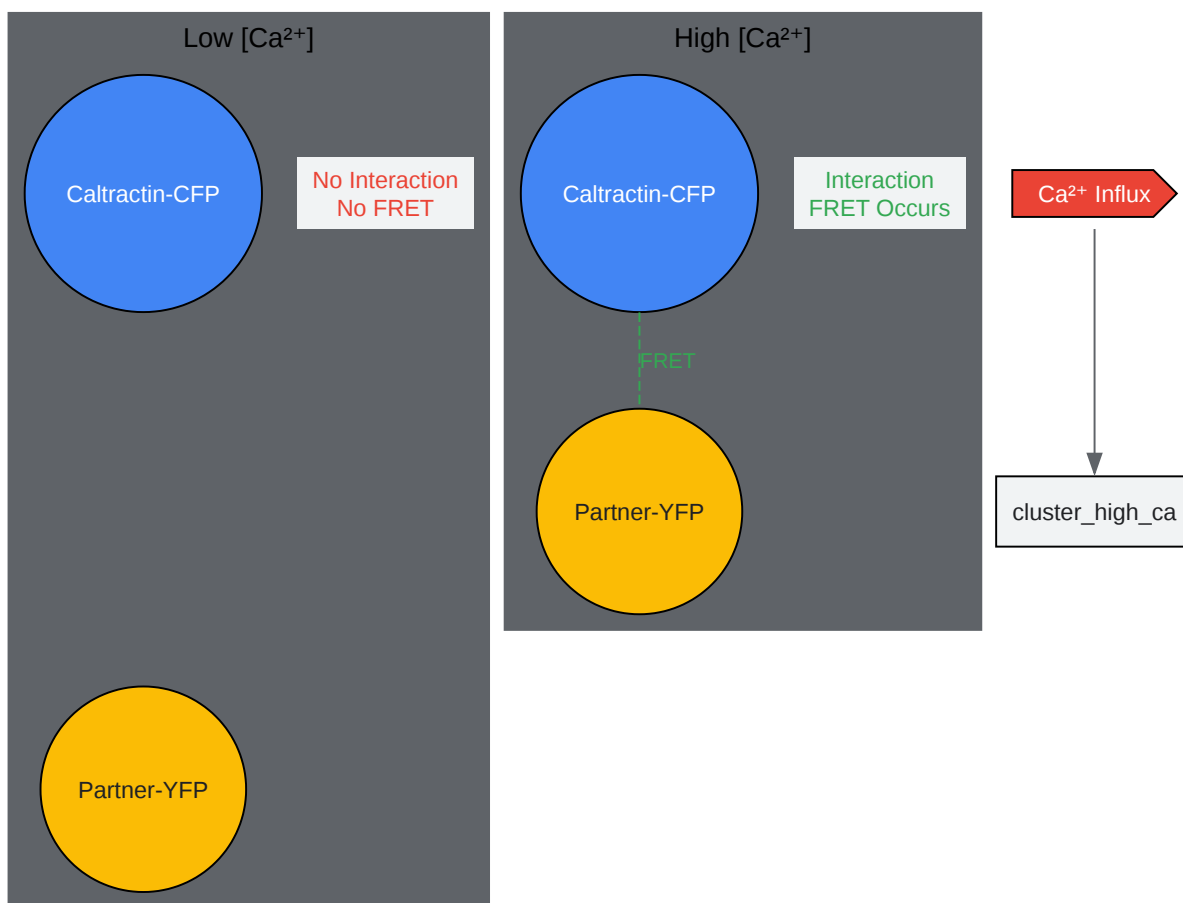 Low [Ca²⁺]
Caltractin-CFP
No Interaction
No FRET
Partner-YFP
High [Ca²⁺]
Caltractin-CFP
Interaction
FRET Occurs
FRET
Partner-YFP
Ca²⁺ Influx
cluster_high_ca